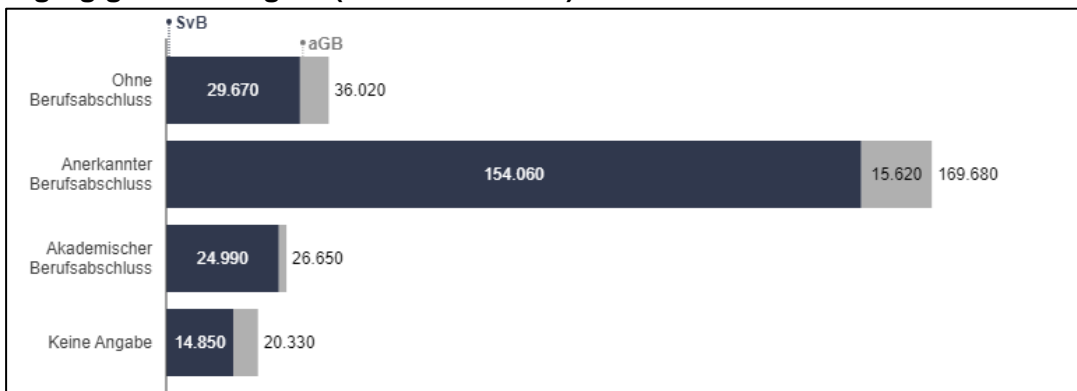 SvB
aGB
Ohne
Berufsabschluss
29.670
36.020
Anerkannter
Berufsabschluss
154.060
15.620
169.680
Akademischer
Berufsabschluss
24.990
26.650
Keine Angabe
14.850
20.330